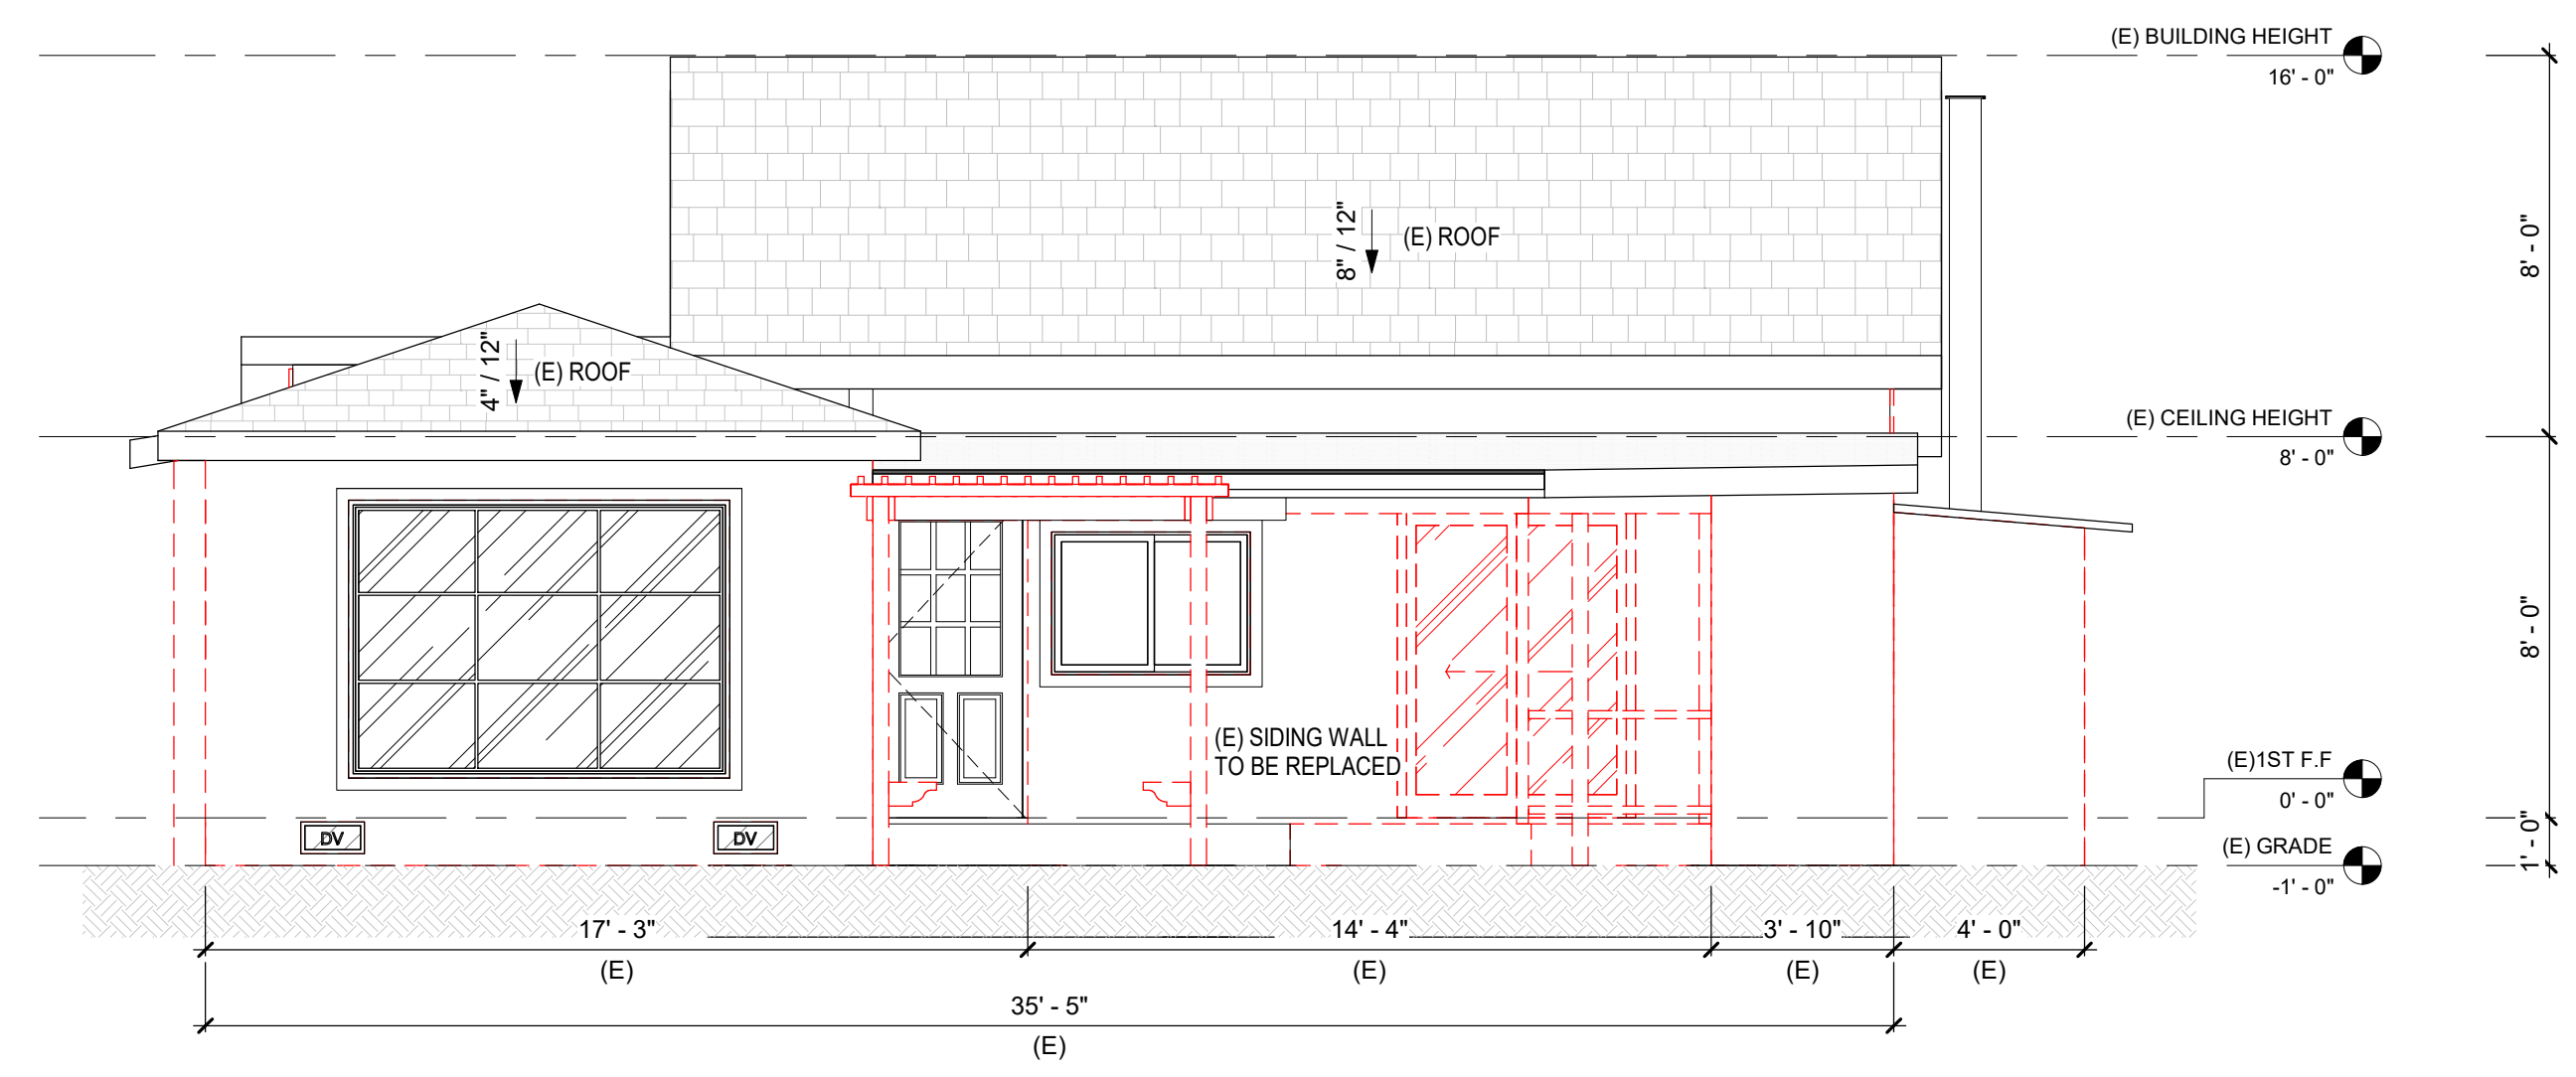 (E) BUILDING HEIGHT
16' - 0"
8" / 12"
(E) ROOF
8' - 0"
4" / 12"
(E) ROOF
(E) CEILING HEIGHT
8' - 0"
8' - 0"
(E) SIDING WALL
TO BE REPLACED
(E)1ST F.F
0' - 0"
DV
DV
1' - 0"
(E) GRADE
-1' - 0"
17' - 3"
14' - 4"
3' - 10"
4' - 0"
(E)
(E)
(E)
(E)
35' - 5"
(E)